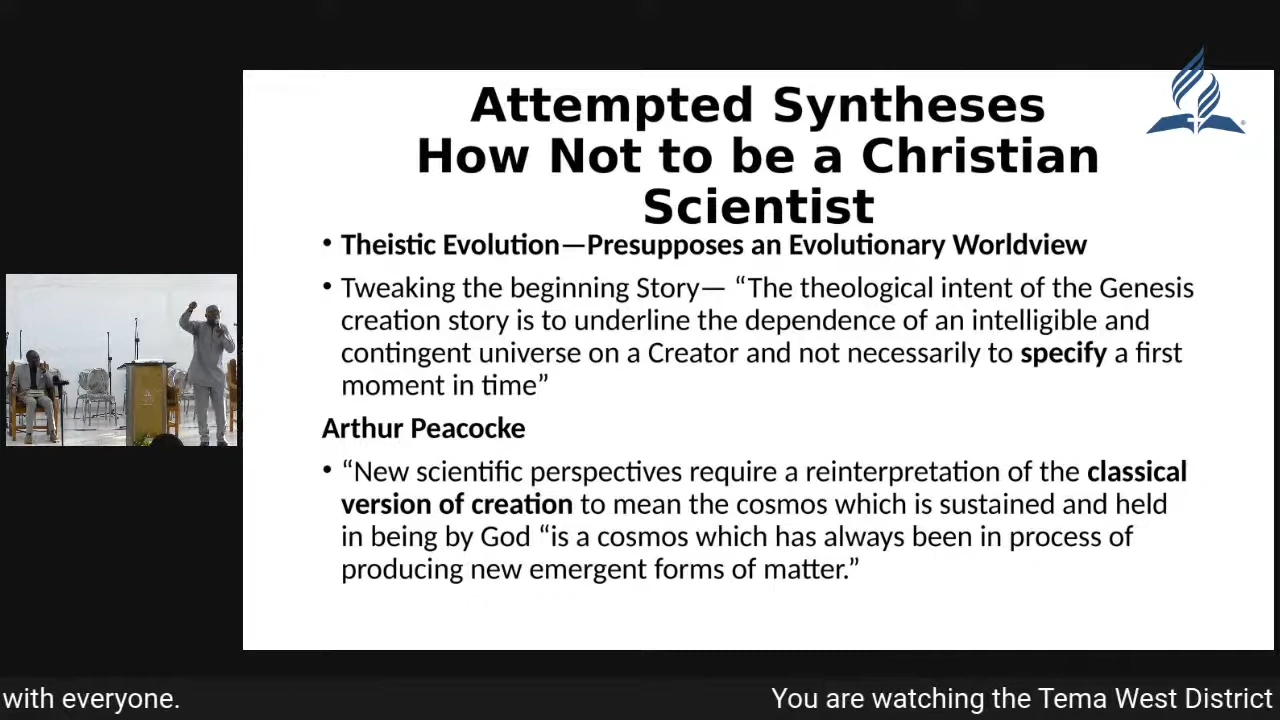 Attempted Syntheses
How Not to be a Christian
Scientist
• Theistic Evolution—Presupposes an Evolutionary Worldview
• Tweaking the beginning Story— “The theological intent of the Genesis
creation story is to underline the dependence of an intelligible and
contingent universe on a Creator and not necessarily to specify a first
moment in time”
Arthur Peacocke
• “New scientific perspectives require a reinterpretation of the classical
version of creation to mean the cosmos which is sustained and held
in being by God “is a cosmos which has always been in process of
producing new emergent forms of matter.”
with everyone.
You are watching the Tema West District